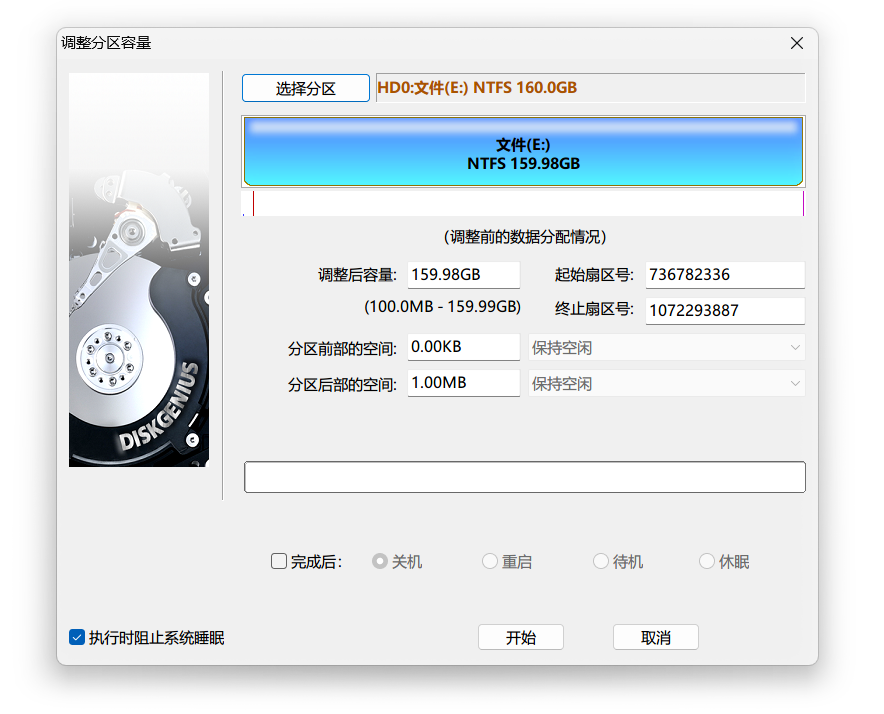 调整分区容量
选择分区
HD0:文件(E:) NTFS 160.0GB
文件(E:)
NTFS 159.98GB
(调整前的数据分配情况)
调整后容量: 159.98GB 起始扇区号: 736782336
(100.0MB - 159.99GB) 终止扇区号: 1072293887
分区前部的空间: 0.00KB 保持空闲
分区后部的空间: 1.00MB 保持空闲
DISKGENIUS
完成后: 关机 重启 待机 休眠
执行时阻止系统睡眠 开始 取消